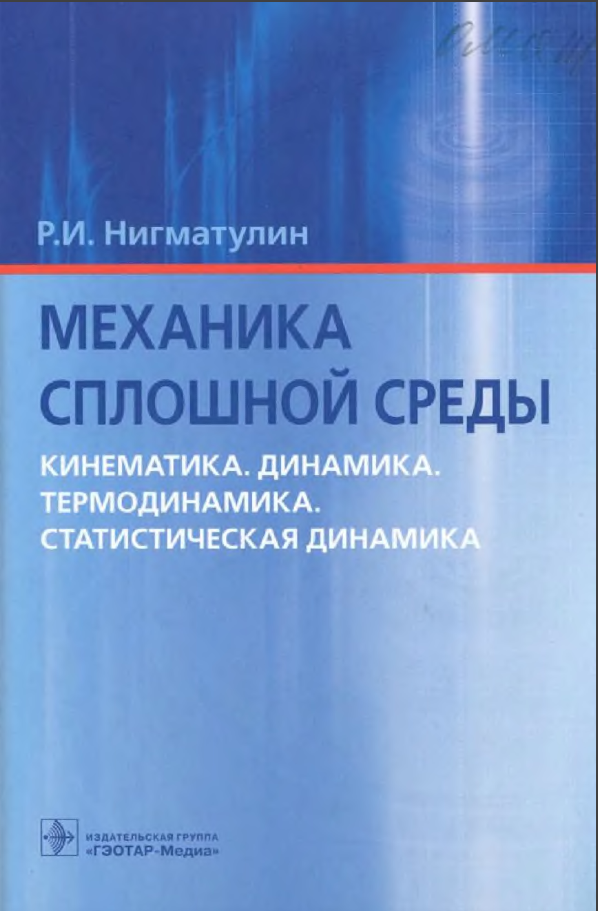 Р.И. Нигматулин
МЕХАНИКА
СПЛОШНОЙ СРЕДЫ
КИНЕМАТИКА. ДИНАМИКА.
ТЕРМОДИНАМИКА.
СТАТИСТИЧЕСКАЯ ДИНАМИКА
ИЗДАТЕЛЬСКАЯ ГРУППА
«ГЭОТАР-Медиа»